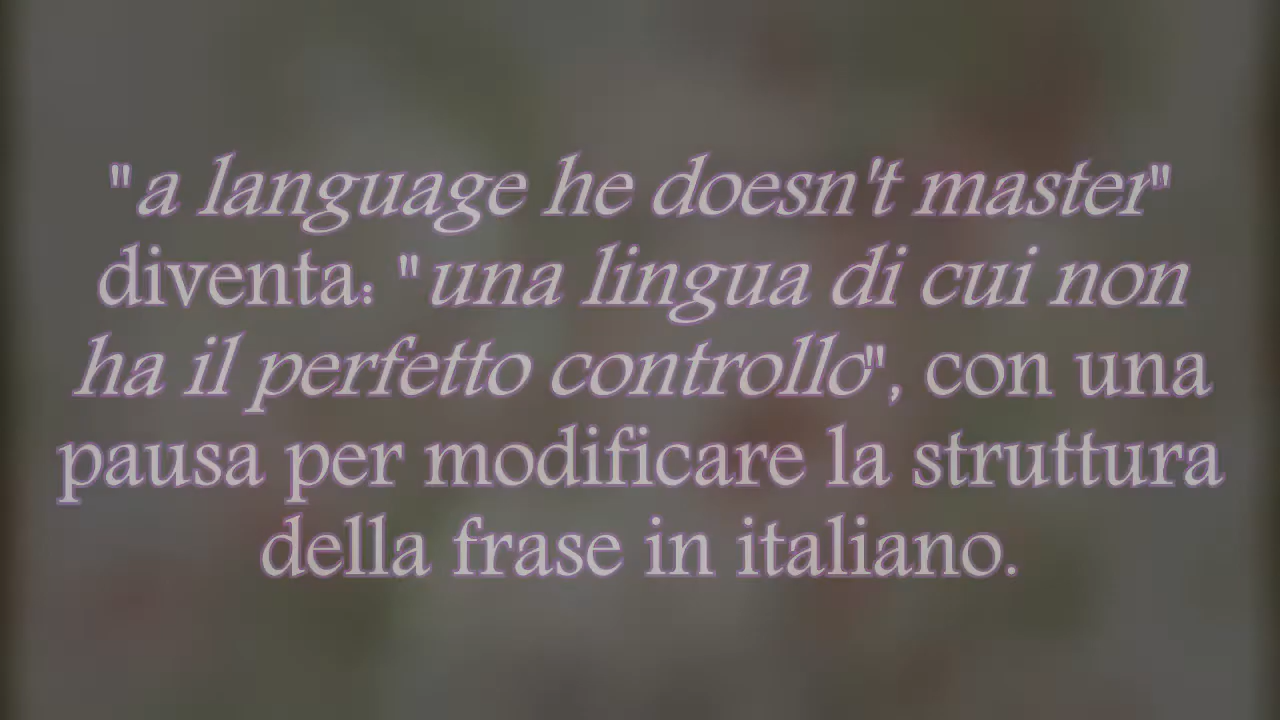 "a language he doesn't master"
diventa: "una lingua di cui non
ha il perfetto controllo", con una
pausa per modificare la struttura
della frase in italiano.